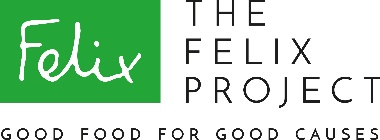 Felix
THE
FELIX
PROJECT
GOOD FOOD FOR GOOD CAUSES